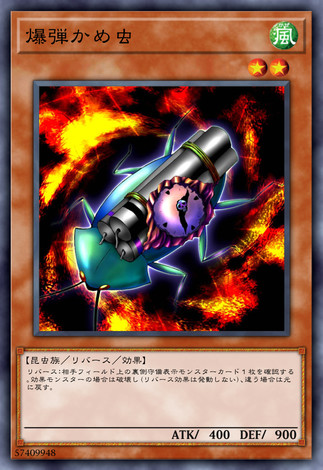 爆弾かめ虫
風
【昆虫族／リバース／効果】
リバース：相手フィールド上の裏側守備表示モンスターカード１枚を確認する
。効果モンスターの場合は破壊し（リバース効果は発動しない）、違う場合は元
に戻す。
ATK/ 400 DEF/ 900
57409948